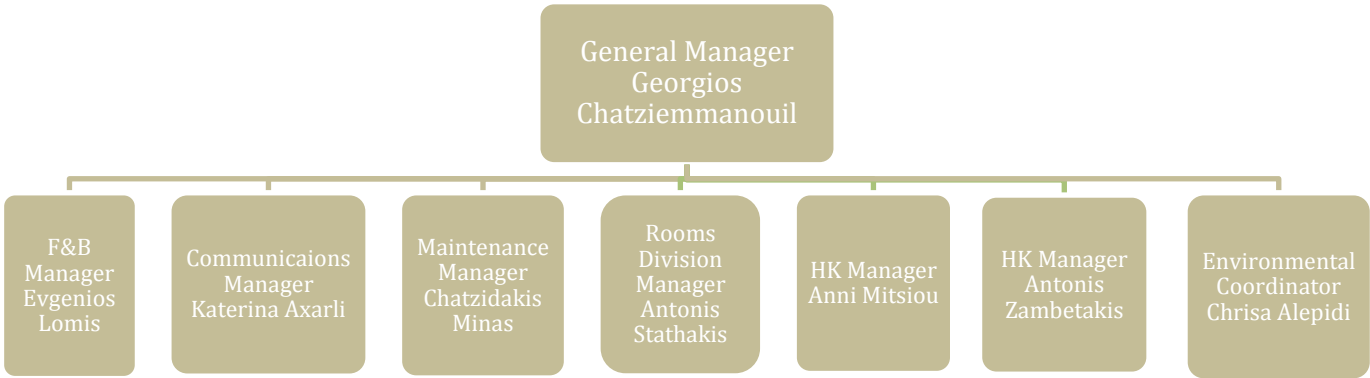 General Manager
Georgios
Chatziemmanouil
F&B
Manager
Evgenios
Lomis
Communicaions
Manager
Katerina Axarli
Maintenance
Manager
Chatzidakis
Minas
Rooms
Division
Manager
Antonis
Stathakis
HK Manager
Anni Mitsiou
HK Manager
Antonis
Zambetakis
Environmental
Coordinator
Chrisa Alepidi